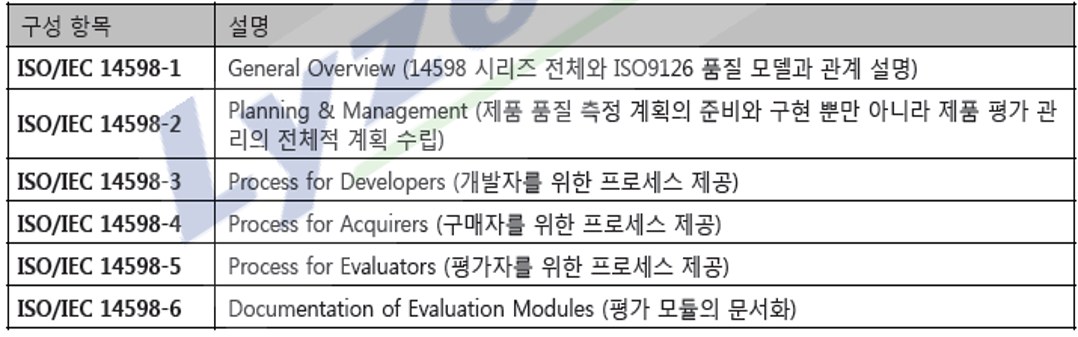 구성 항목 설명
ISO/IEC 14598-1 General Overview (14598 시리즈 전체와 ISO9126 품질 모델과 관계 설명)
ISO/IEC 14598-2 Planning & Management (제품 품질 측정 계획의 준비와 구현 뿐만 아니라 제품 평가 관
리의 전체적 계획 수립)
ISO/IEC 14598-3 Process for Developers (개발자를 위한 프로세스 제공)
ISO/IEC 14598-4 Process for Acquirers (구매자를 위한 프로세스 제공)
ISO/IEC 14598-5 Process for Evaluators (평가자를 위한 프로세스 제공)
ISO/IEC 14598-6 Documentation of Evaluation Modules (평가 모듈의 문서화)